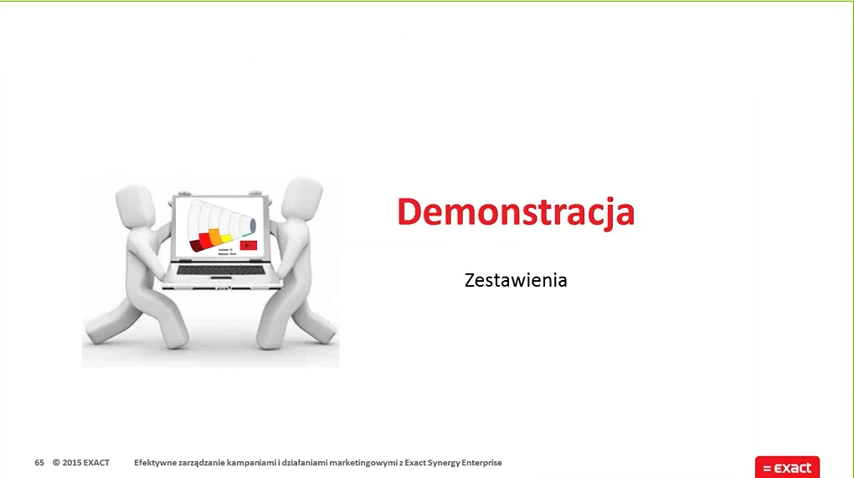 Demonstracja
Zestawienia
65 © 2015 EXACT Efektywne zarządzanie kampaniami i działaniami marketingowymi z Exact Synergy Enterprise
= exact